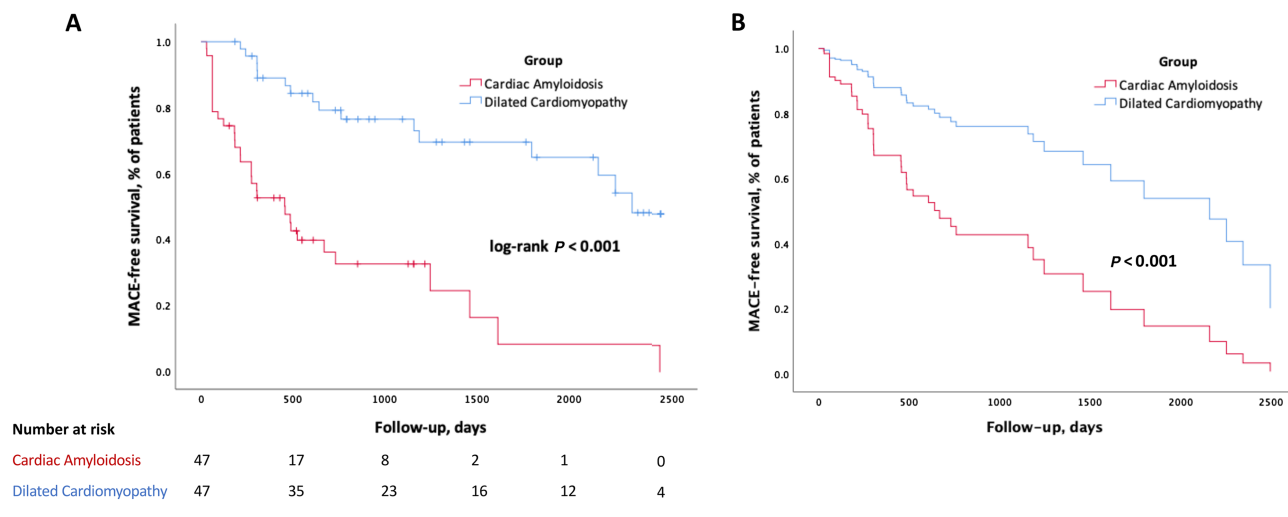 A
MACE-free survival, % of patients
1.0
0.8
0.6
0.4
0.2
0.0
Group
Cardiac Amyloidosis
Dilated Cardiomyopathy
log-rank P < 0.001
0 500 1000 1500 2000 2500
Follow-up, days
Number at risk
Cardiac Amyloidosis 47 17 8 2 1 0
Dilated Cardiomyopathy 47 35 23 16 12 4
B
MACE-free survival, % of patients
1.0
0.8
0.6
0.4
0.2
0.0
Group
Cardiac Amyloidosis
Dilated Cardiomyopathy
P < 0.001
0 500 1000 1500 2000 2500
Follow-up, days